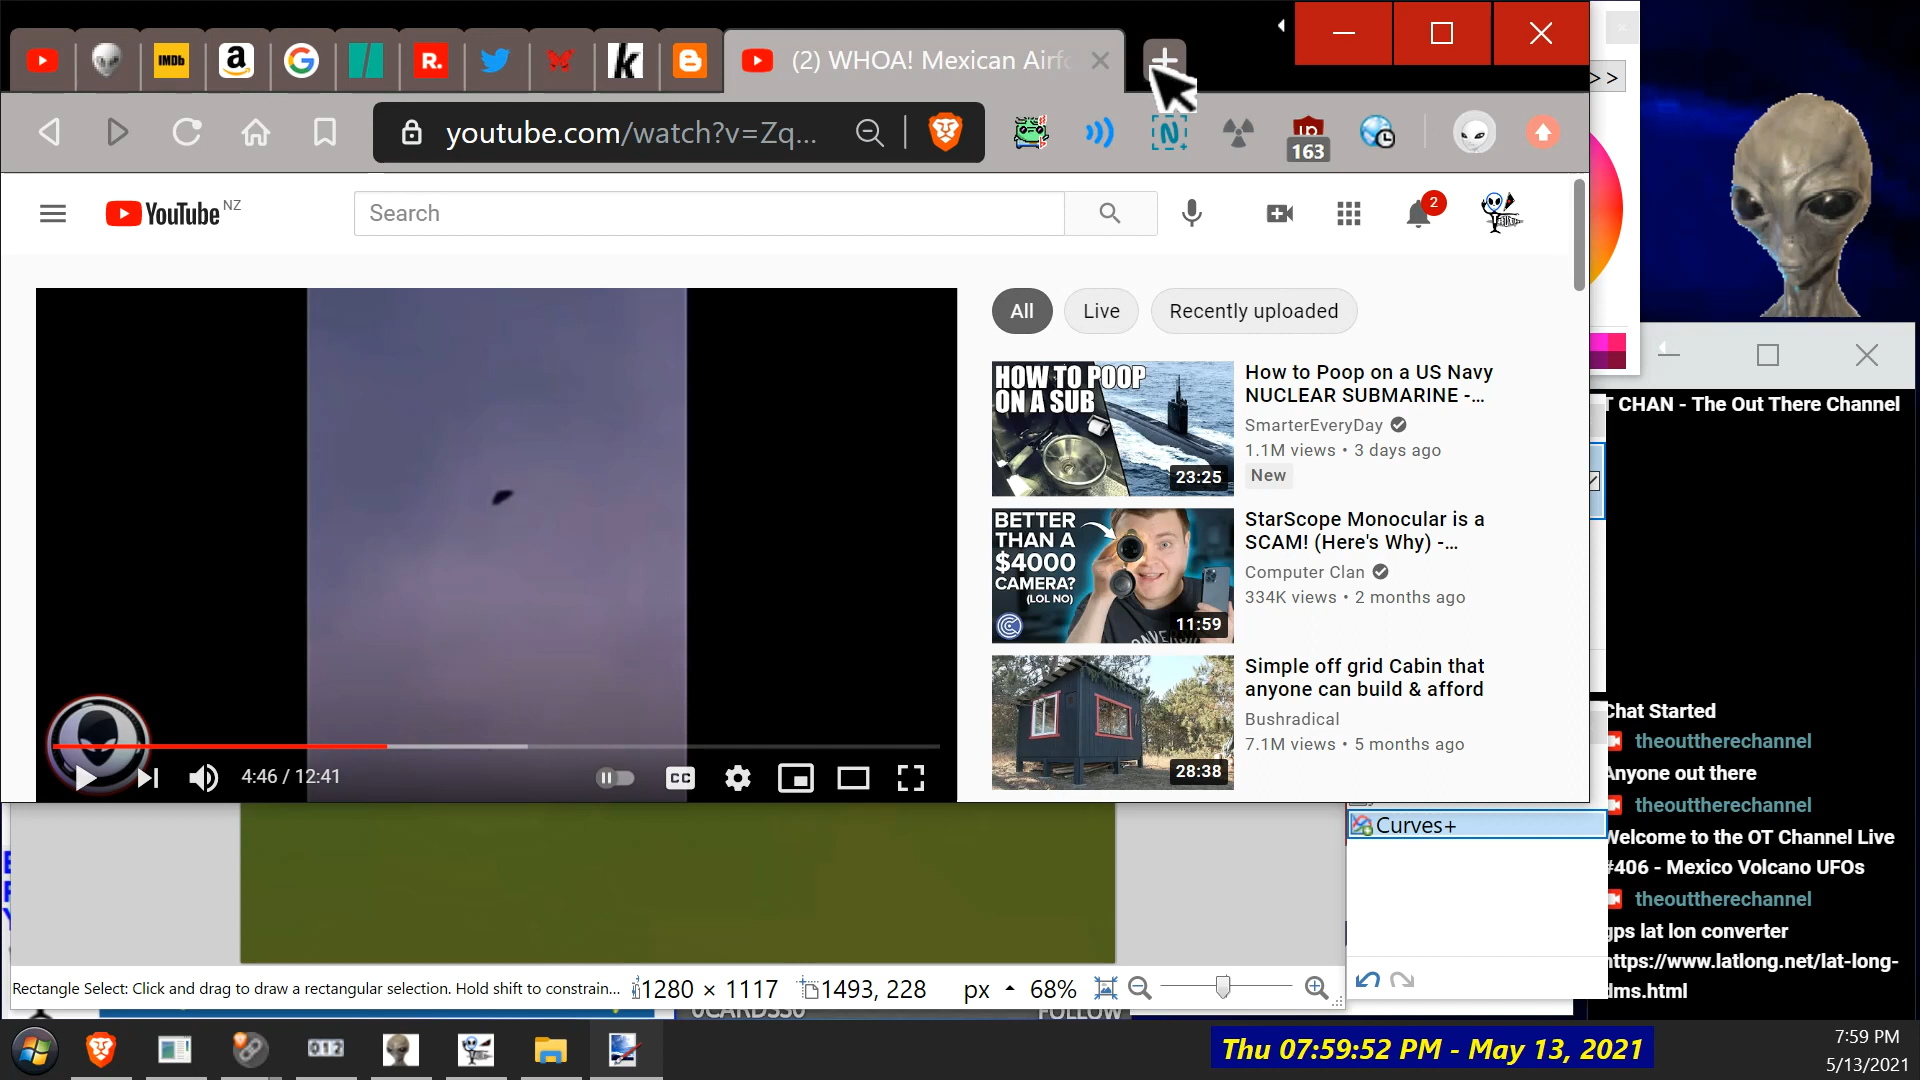 IMDb
a
G
R.
k
(2) WHOA! Mexican Airfo
youtube.com/watch?v=Zq...
N
163
>>
YouTube NZ
Search
2
All
Live
Recently uploaded
HOW TO POOP
ON A SUB
23:25
How to Poop on a US Navy
NUCLEAR SUBMARINE -...
SmarterEveryDay
1.1M views • 3 days ago
New
BETTER
THAN A
$4000
CAMERA?
(LOL NO)
11:59
StarScope Monocular is a
SCAM! (Here's Why) -...
Computer Clan
334K views • 2 months ago
28:38
Simple off grid Cabin that
anyone can build & afford
Bushradical
7.1M views • 5 months ago
4:46 / 12:41
CC
T CHAN - The Out There Channel
Chat Started
theouttherechannel
Anyone out there
theouttherechannel
Welcome to the OT Channel Live
#406 - Mexico Volcano UFOs
theouttherechannel
gps lat lon converter
https://www.latlong.net/lat-long-
dms.html
Curves+
Rectangle Select: Click and drag to draw a rectangular selection. Hold shift to constrain...
1280 × 1117
1493, 228
px
68%
FOLLOW
012
Thu 07:59:52 PM - May 13, 2021
7:59 PM
5/13/2021